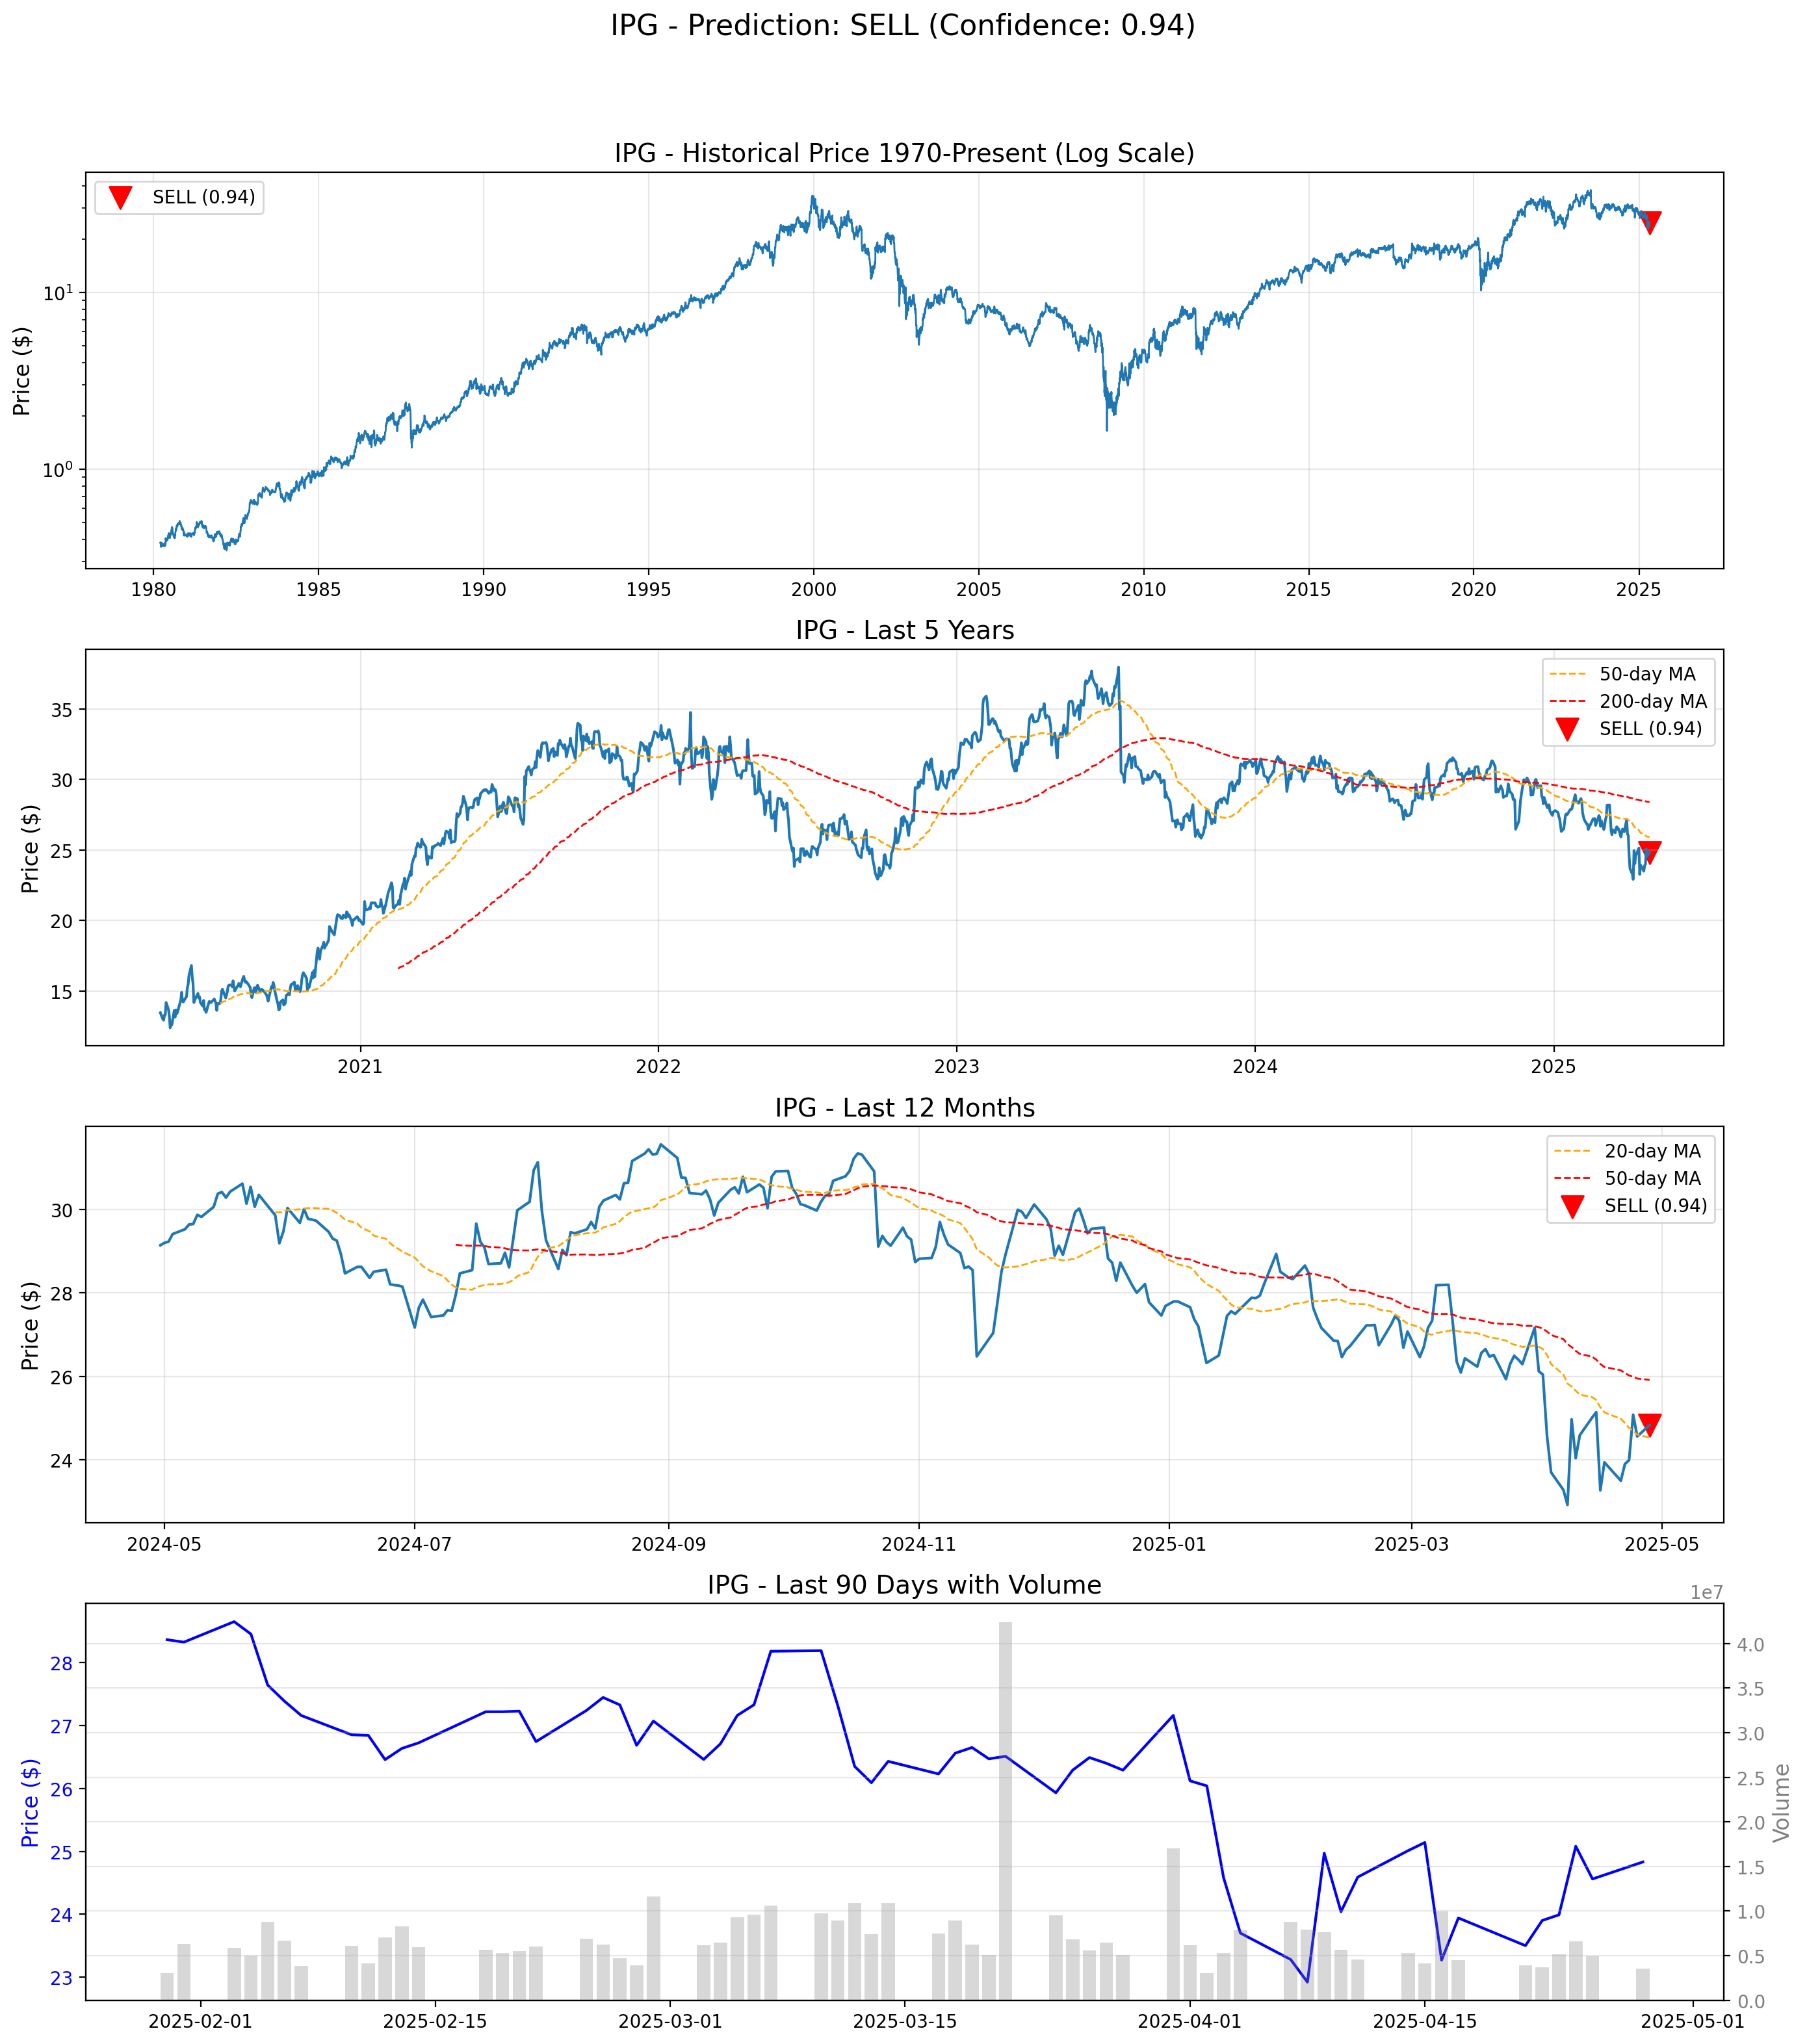 IPG - Prediction: SELL (Confidence: 0.94)
IPG - Historical Price 1970-Present (Log Scale)
SELL (0.94)
Price ($)
10¹
10⁰
1980 1985 1990 1995 2000 2005 2010 2015 2020 2025
IPG - Last 5 Years
50-day MA
200-day MA
SELL (0.94)
Price ($)
35
30
25
20
15
2021 2022 2023 2024 2025
IPG - Last 12 Months
20-day MA
50-day MA
SELL (0.94)
Price ($)
30
28
26
24
2024-05 2024-07 2024-09 2024-11 2025-01 2025-03 2025-05
IPG - Last 90 Days with Volume
1e7
Price ($)
28
27
26
25
24
23
4.0
3.5
3.0
2.5
2.0
1.5
1.0
0.5
0.0
Volume
2025-02-01 2025-02-15 2025-03-01 2025-03-15 2025-04-01 2025-04-15 2025-05-01